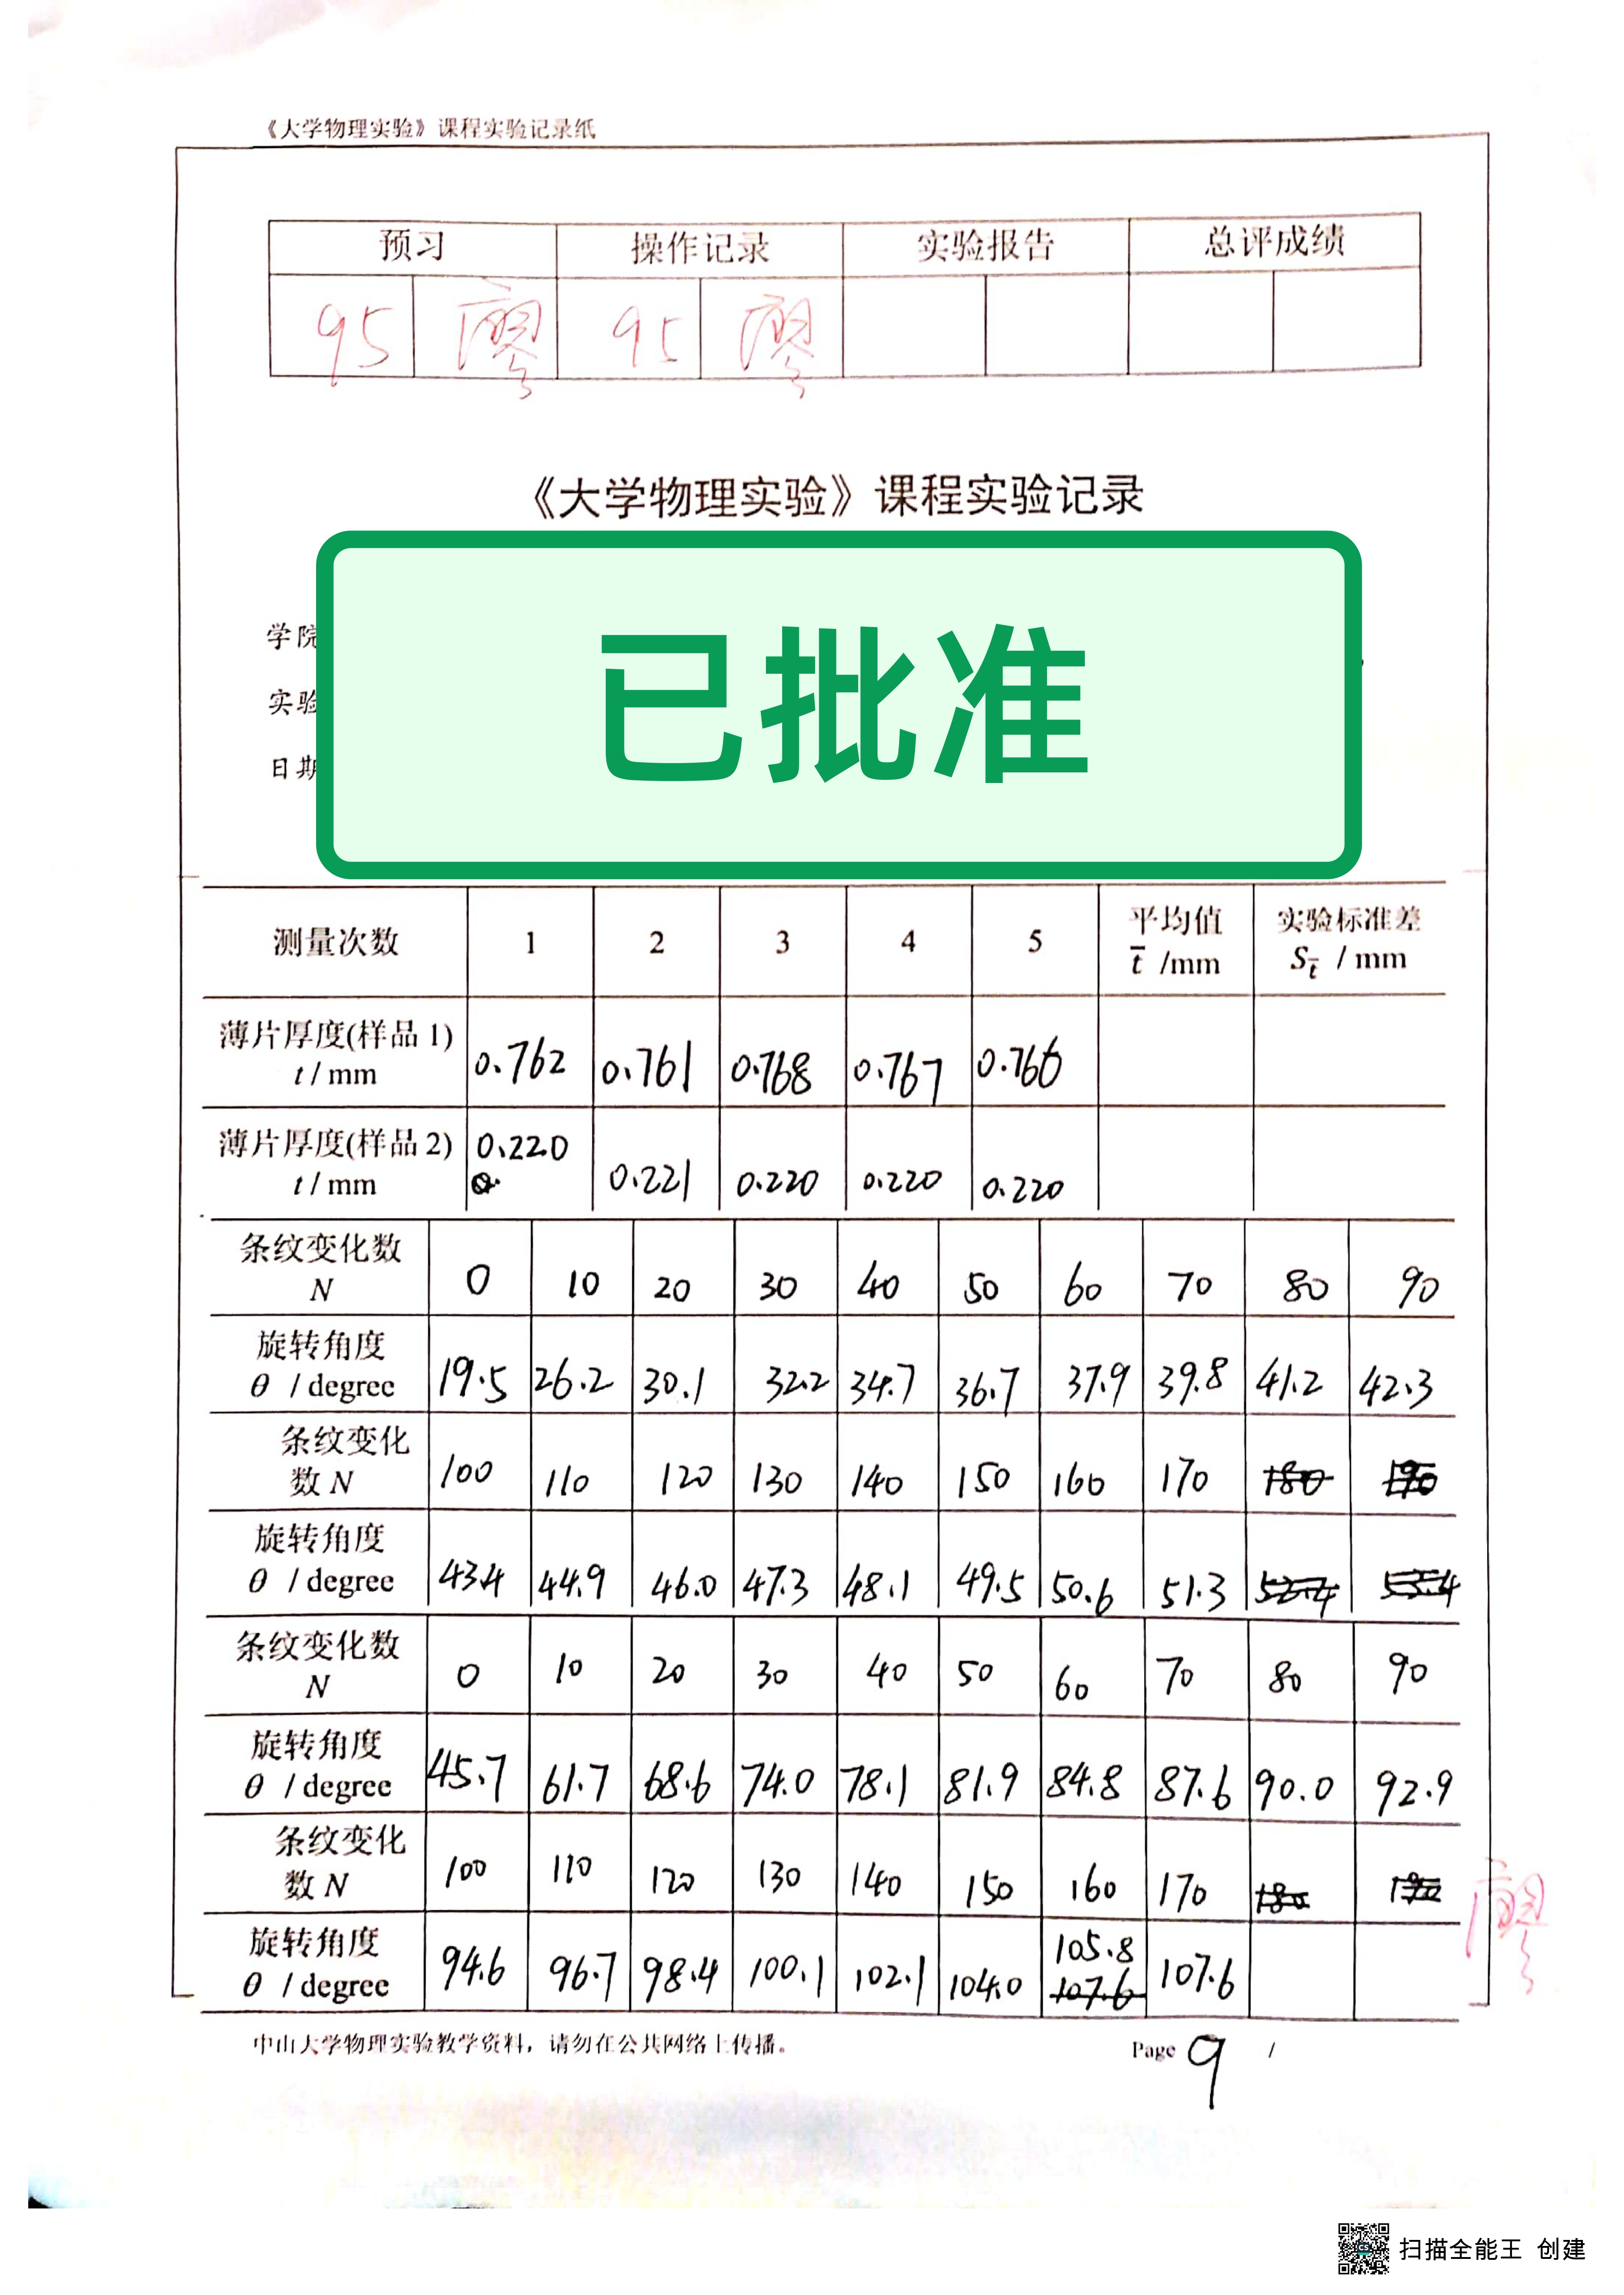 《大学物理实验》课程实验记录纸
预习 操作记录 实验报告 总评成绩
95 廖 95 廖
《大学物理实验》课程实验记录
已批准
学院
实验
日期
测量次数 1 2 3 4 5 平均值 t̅ /mm 实验标准差 S_t̅ / mm
薄片厚度(样品 1) t / mm 0.762 0.761 0.768 0.767 0.766
薄片厚度(样品 2) t / mm 0.220 0.221 0.220 0.220 0.220
条纹变化数 N 0 10 20 30 40 50 60 70 80 90
旋转角度 θ / degree 19.5 26.2 30.1 32.2 34.7 36.7 37.9 39.8 41.2 42.3
条纹变化数 N 100 110 120 130 140 150 160 170 180 190
旋转角度 θ / degree 43.4 44.9 46.0 47.3 48.1 49.5 50.6 51.3
条纹变化数 N 0 10 20 30 40 50 60 70 80 90
旋转角度 θ / degree 45.7 61.7 68.6 74.0 78.1 81.9 84.8 87.6 90.0 92.9
条纹变化数 N 100 110 120 130 140 150 160 170 180
旋转角度 θ / degree 94.6 96.7 98.4 100.1 102.1 104.0 105.8 107.6 107.6
廖
中山大学物理实验教学资料，请勿在公共网络上传播。 Page 9 /
扫描全能王 创建